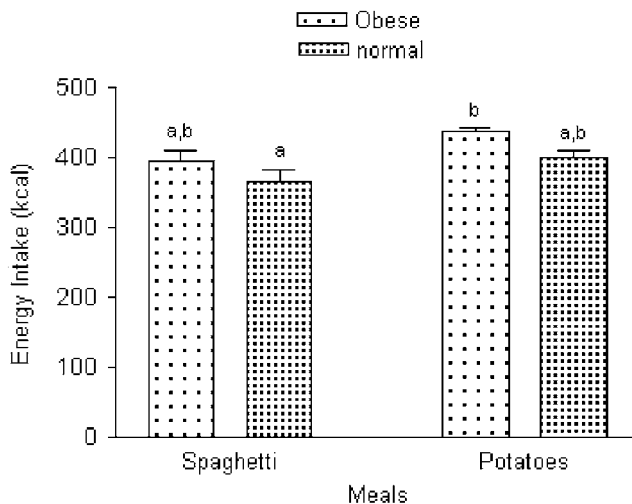 Obese
normal
Energy Intake (kcal)
500
400
300
200
100
0
a,b
a
b
a,b
Spaghetti
Potatoes
Meals